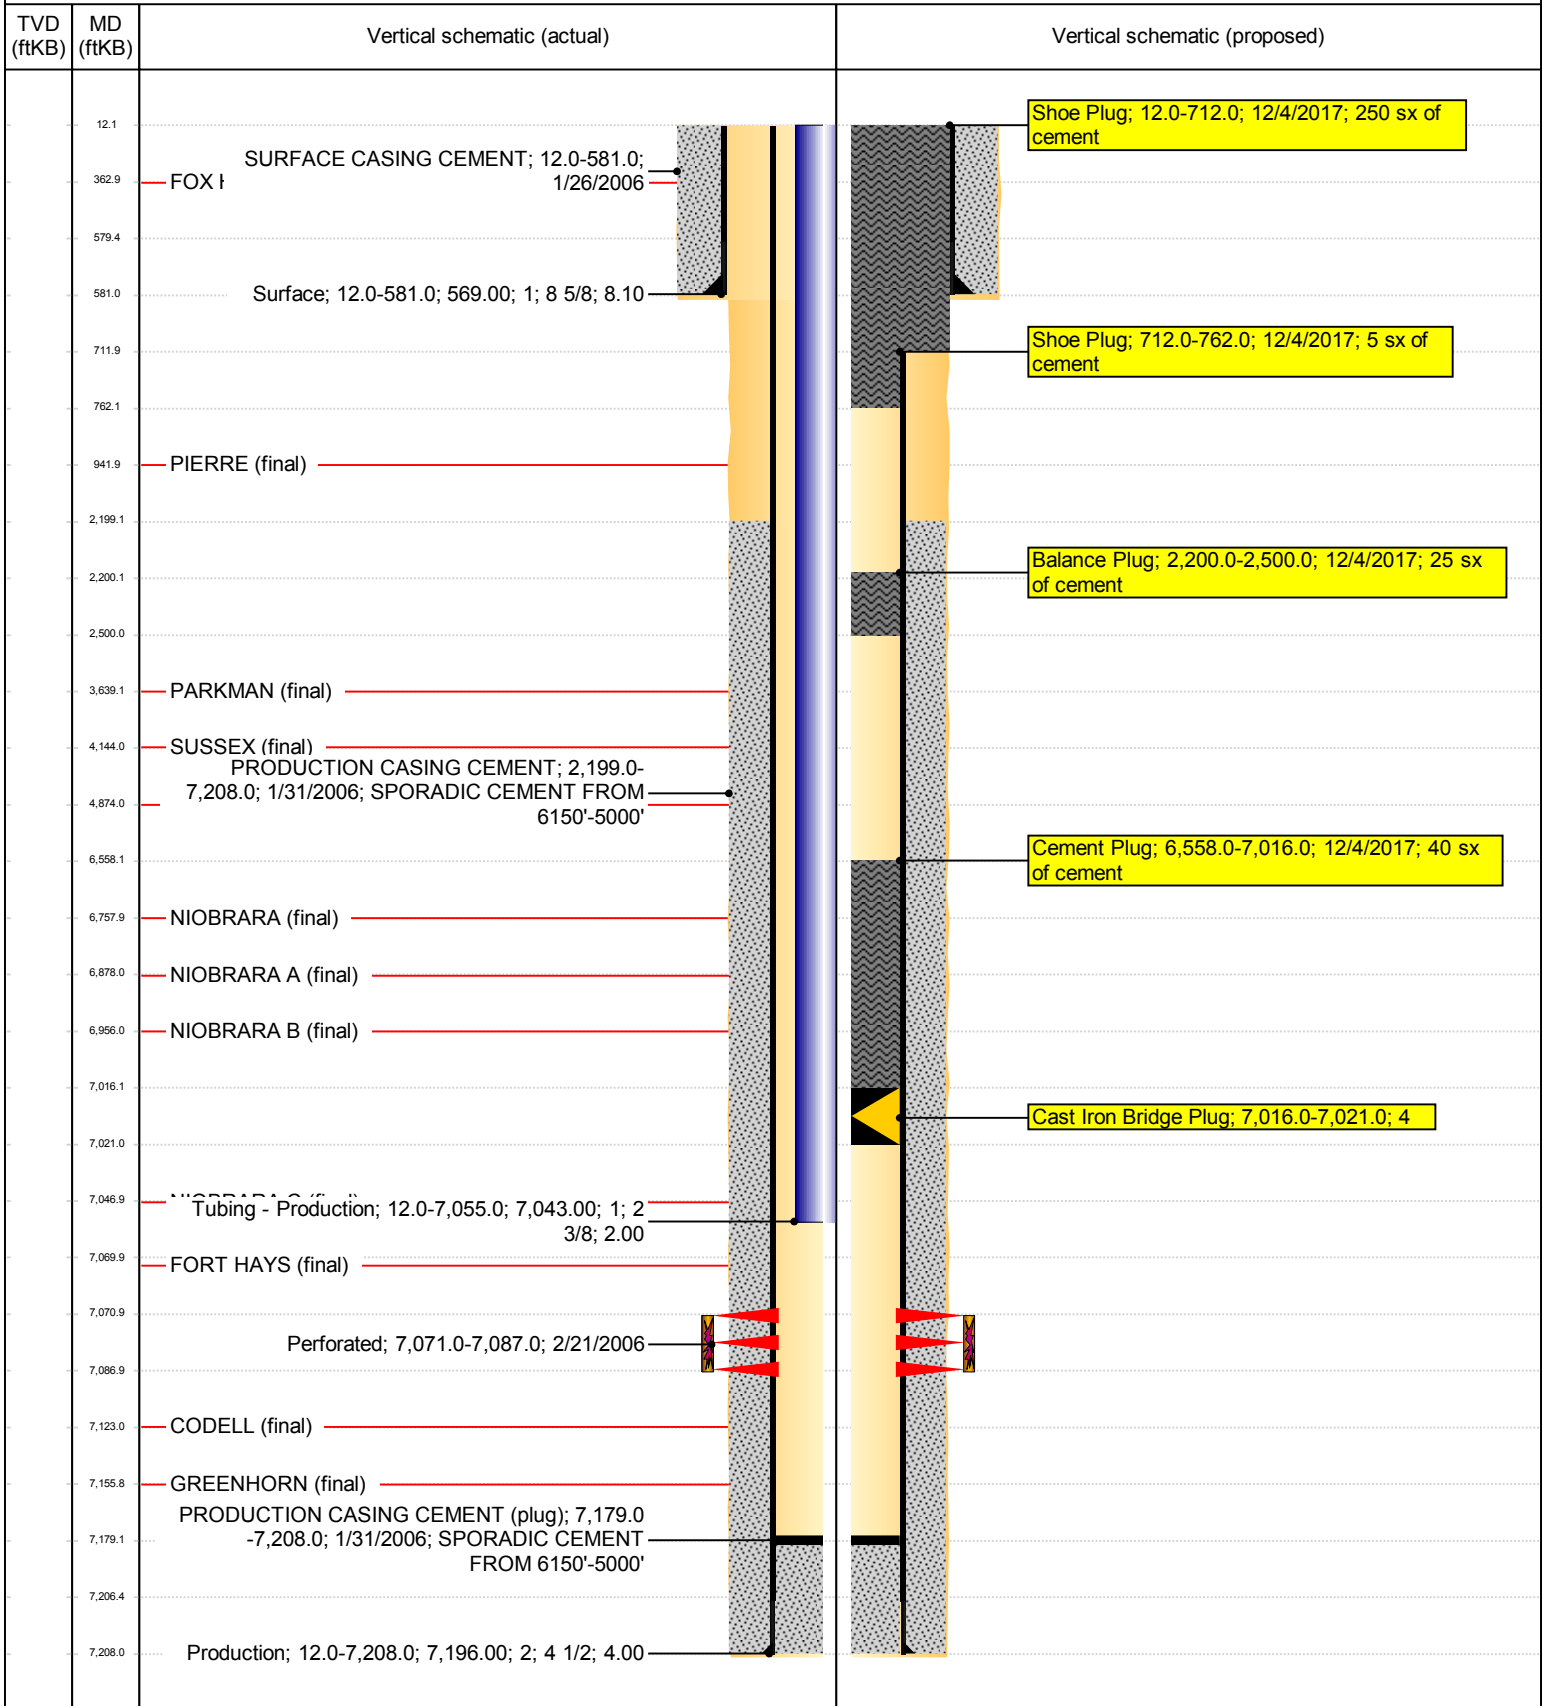 TVD
(ftKB)
MD
(ftKB)
Vertical schematic (actual)
Vertical schematic (proposed)
12.1
Shoe Plug; 12.0-712.0; 12/4/2017; 250 sx of
cement
SURFACE CASING CEMENT; 12.0-581.0;
1/26/2006
362.9
FOX
579.4
581.0
Surface; 12.0-581.0; 569.00; 1; 8 5/8; 8.10
711.9
Shoe Plug; 712.0-762.0; 12/4/2017; 5 sx of
cement
762.1
941.9
PIERRE (final)
2,199.1
2,200.1
Balance Plug; 2,200.0-2,500.0; 12/4/2017; 25 sx
of cement
2,500.0
3,639.1
PARKMAN (final)
4,144.0
SUSSEX (final)
PRODUCTION CASING CEMENT; 2,199.0-
7,208.0; 1/31/2006; SPORADIC CEMENT FROM
6150'-5000'
4,874.0
6,558.1
Cement Plug; 6,558.0-7,016.0; 12/4/2017; 40 sx
of cement
6,757.9
NIOBRARA (final)
6,878.0
NIOBRARA A (final)
6,956.0
NIOBRARA B (final)
7,016.1
Cast Iron Bridge Plug; 7,016.0-7,021.0; 4
7,021.0
7,046.9
Tubing - Production; 12.0-7,055.0; 7,043.00; 1; 2
3/8; 2.00
7,069.9
FORT HAYS (final)
7,070.9
Perforated; 7,071.0-7,087.0; 2/21/2006
7,086.9
7,123.0
CODELL (final)
7,155.8
GREENHORN (final)
PRODUCTION CASING CEMENT (plug); 7,179.0
-7,208.0; 1/31/2006; SPORADIC CEMENT
FROM 6150'-5000'
7,179.1
7,206.4
7,208.0
Production; 12.0-7,208.0; 7,196.00; 2; 4 1/2; 4.00